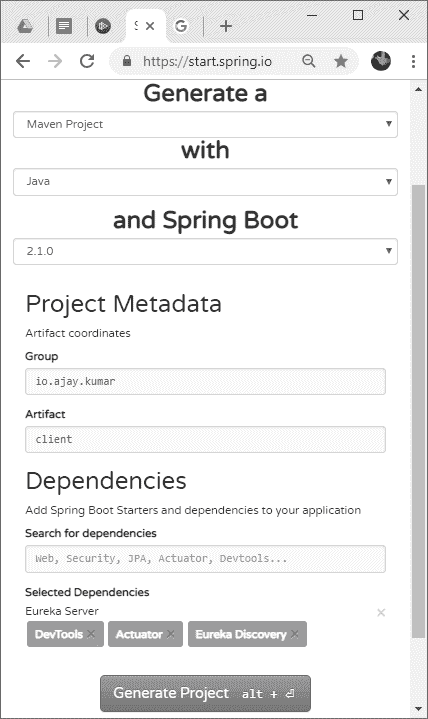 https://start.spring.io
Generate a
Maven Project
with
Java
and Spring Boot
2.1.0
Project Metadata
Artifact coordinates
Group
io.ajay.kumar
Artifact
client
Dependencies
Add Spring Boot Starters and dependencies to your application
Search for dependencies
Web, Security, JPA, Actuator, Devtools...
Selected Dependencies
Eureka Server ×
DevTools × Actuator × Eureka Discovery ×
Generate Project alt + ⏎